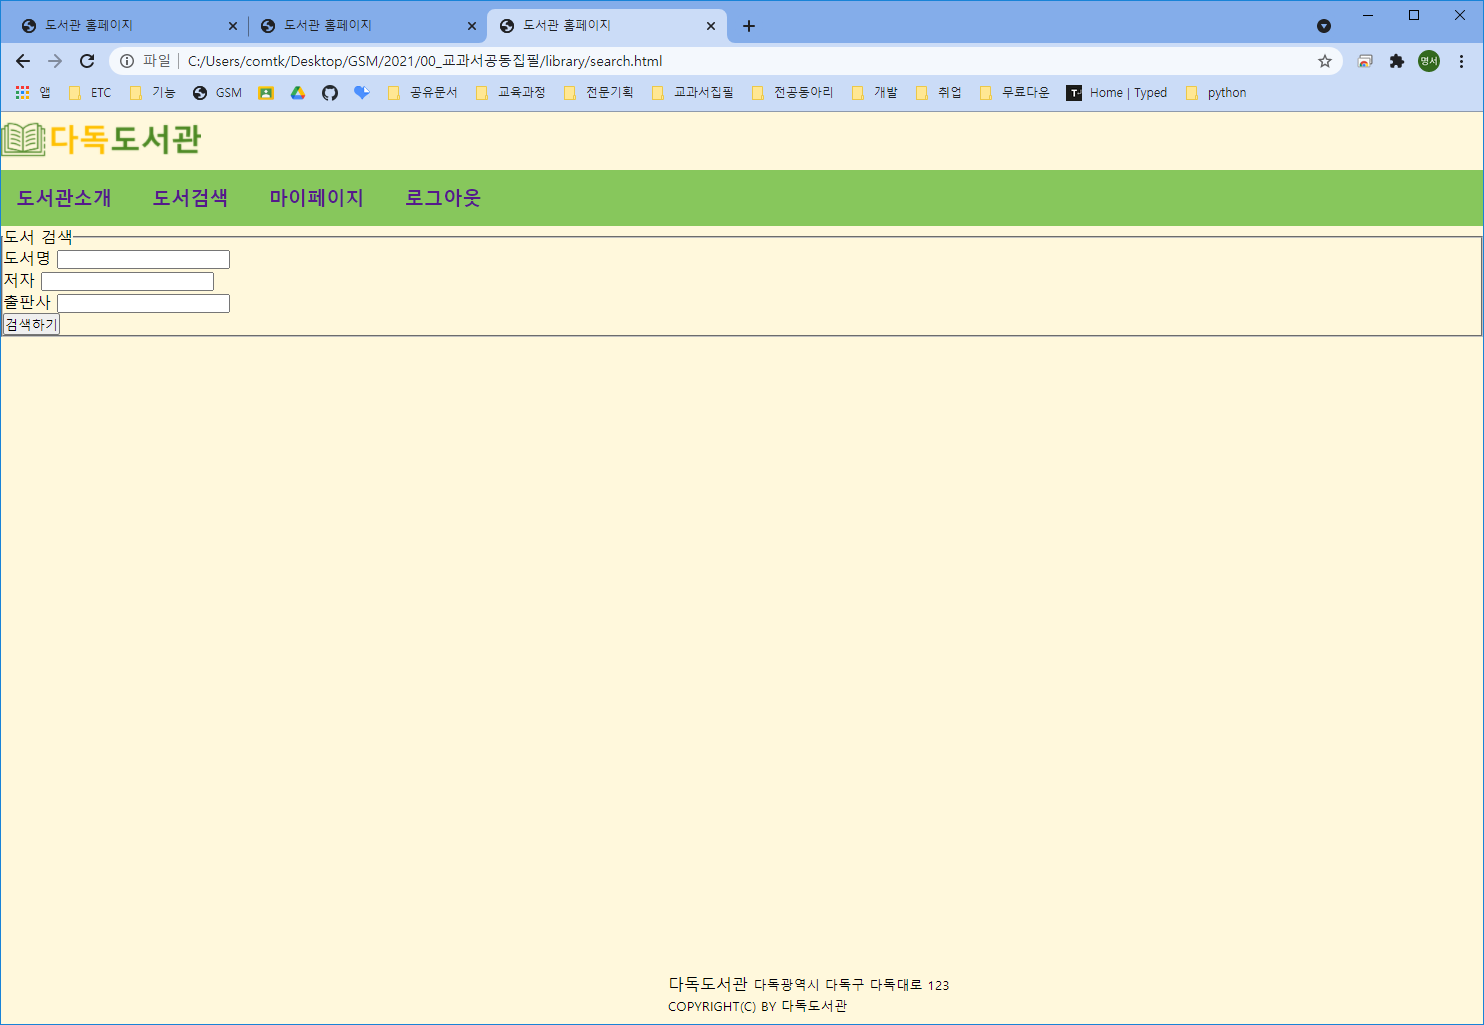 도서관 홈페이지 도서관 홈페이지 도서관 홈페이지
파일 C:/Users/comtk/Desktop/GSM/2021/00_교과서공동집필/library/search.html 명서
앱 ETC 기능 GSM 공유문서 교육과정 전문기획 교과서집필 전공동아리 개발 취업 무료다운 T Home | Typed python
다독도서관
도서관소개 도서검색 마이페이지 로그아웃
도서 검색
도서명
저자
출판사
검색하기
다독도서관 다독광역시 다독구 다독대로 123
COPYRIGHT(C) BY 다독도서관